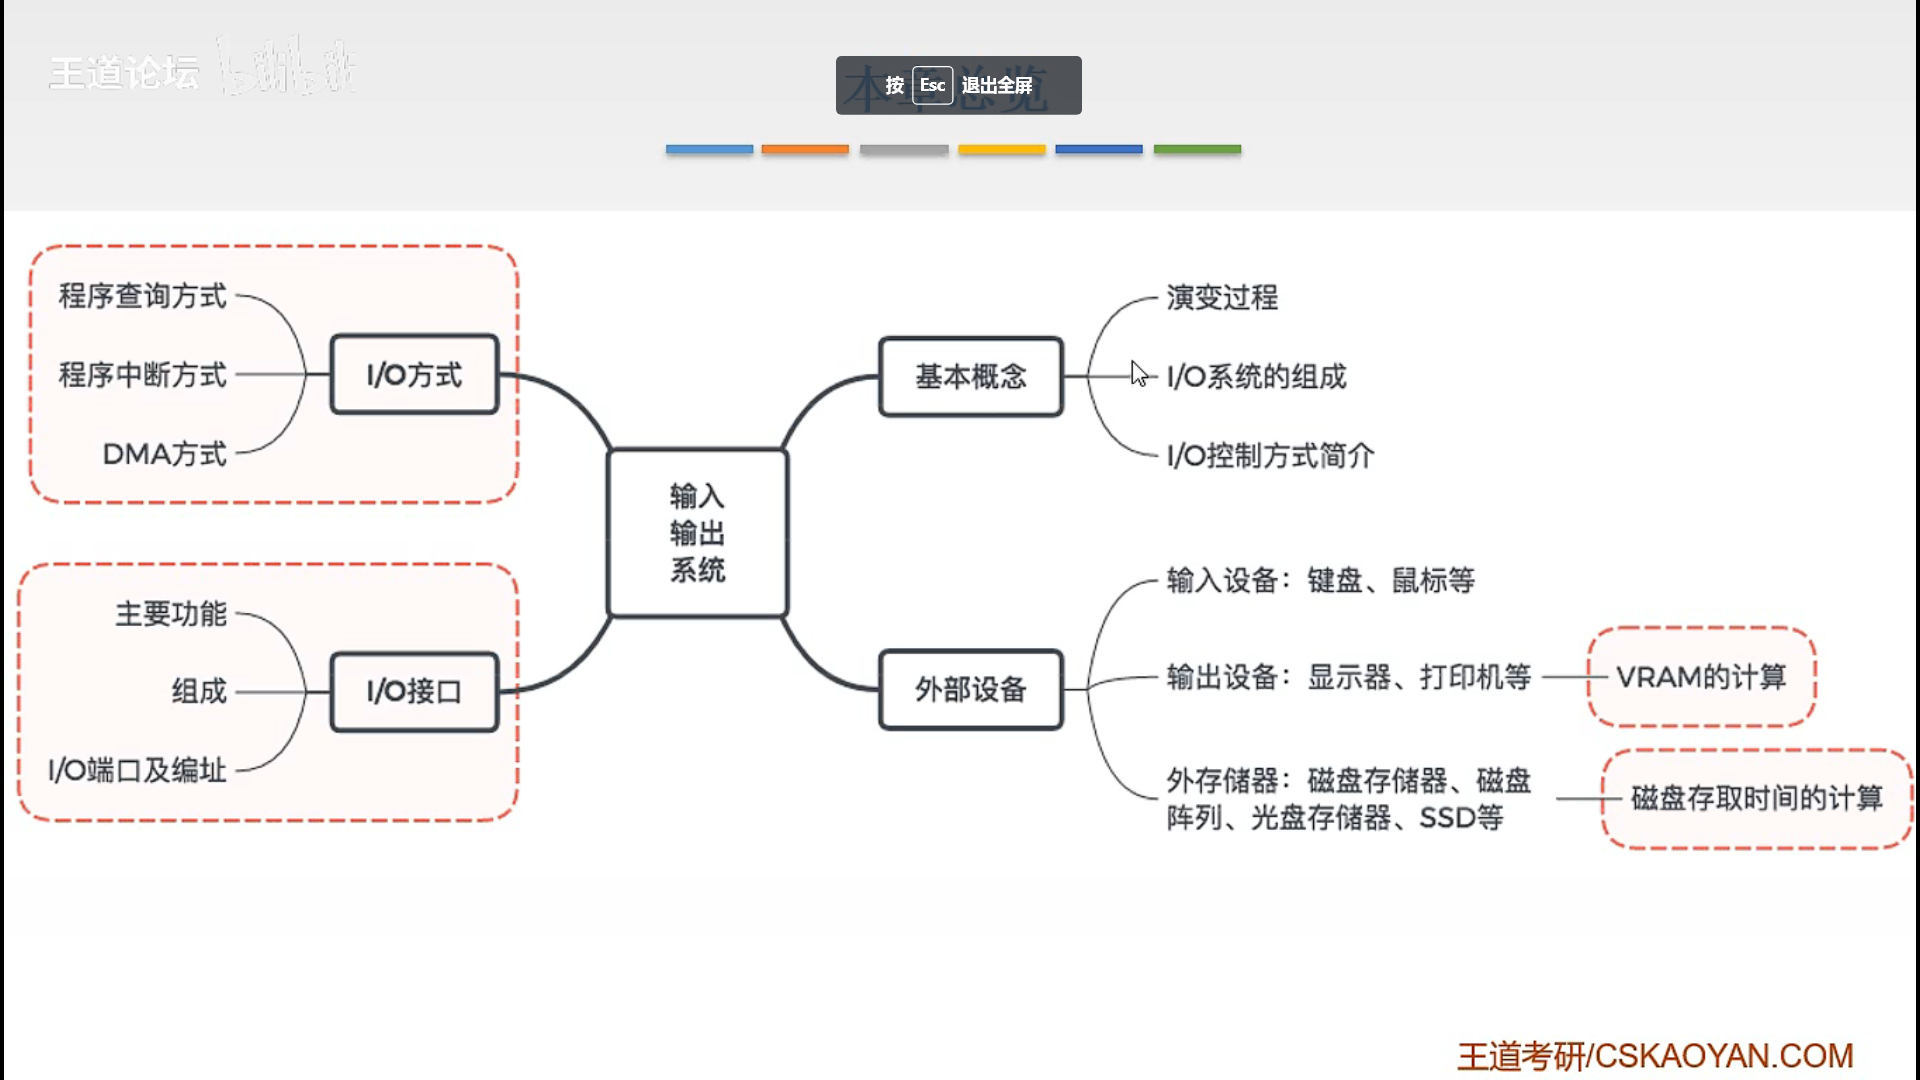 王道论坛 bilibili
本章总览
按 Esc 退出全屏
程序查询方式
程序中断方式
DMA方式
I/O方式
主要功能
组成
I/O端口及编址
I/O接口
输入
输出
系统
基本概念
演变过程
I/O系统的组成
I/O控制方式简介
外部设备
输入设备：键盘、鼠标等
输出设备：显示器、打印机等
VRAM的计算
外存储器：磁盘存储器、磁盘
阵列、光盘存储器、SSD等
磁盘存取时间的计算
王道考研/CSKAOYAN.COM